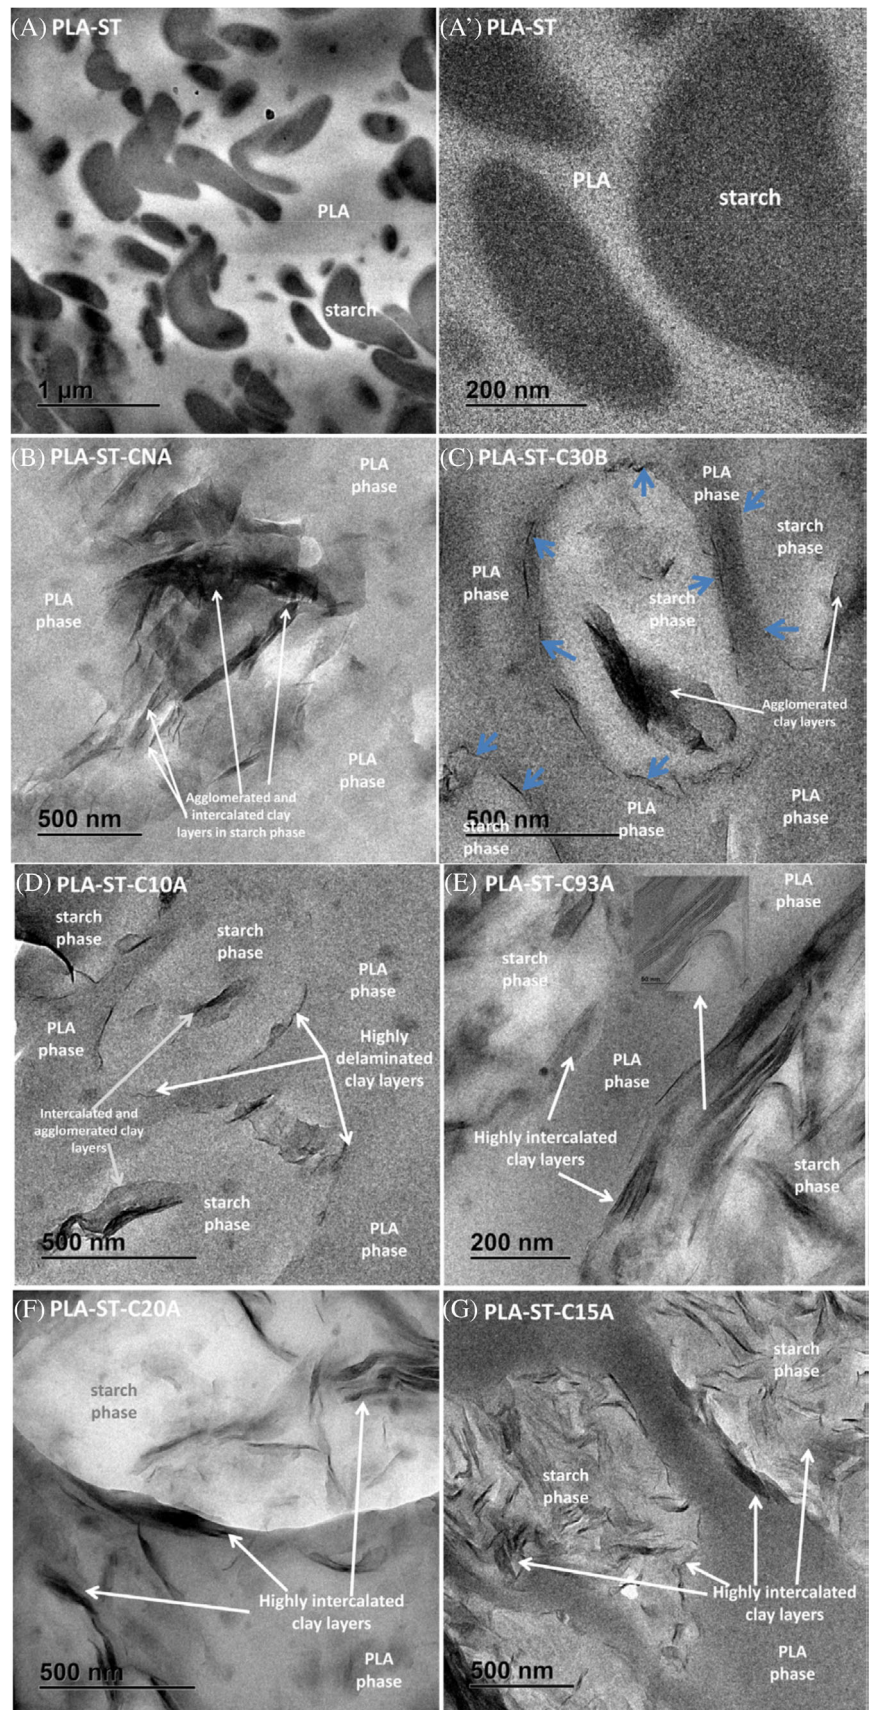 (A) PLA-ST
PLA
starch
1 µm
(A') PLA-ST
PLA
starch
200 nm
(B) PLA-ST-CNA
PLA
phase
PLA
phase
PLA
phase
Agglomerated and
intercalated clay
layers in starch phase
500 nm
(C) PLA-ST-C30B
PLA
phase
starch
phase
PLA
phase
starch
phase
Agglomerated
clay layers
500 nm
starch
phase
PLA
phase
PLA
phase
(D) PLA-ST-C10A
starch
phase
starch
phase
PLA
phase
PLA
phase
Highly
delaminated
clay layers
Intercalated and
agglomerated clay
layers
starch
phase
500 nm
PLA
phase
(E) PLA-ST-C93A
PLA
phase
starch
phase
PLA
phase
Highly intercalated
clay layers
starch
phase
200 nm
(F) PLA-ST-C20A
starch
phase
Highly intercalated
clay layers
PLA
phase
500 nm
(G) PLA-ST-C15A
starch
phase
starch
phase
Highly intercalated
clay layers
PLA
phase
500 nm